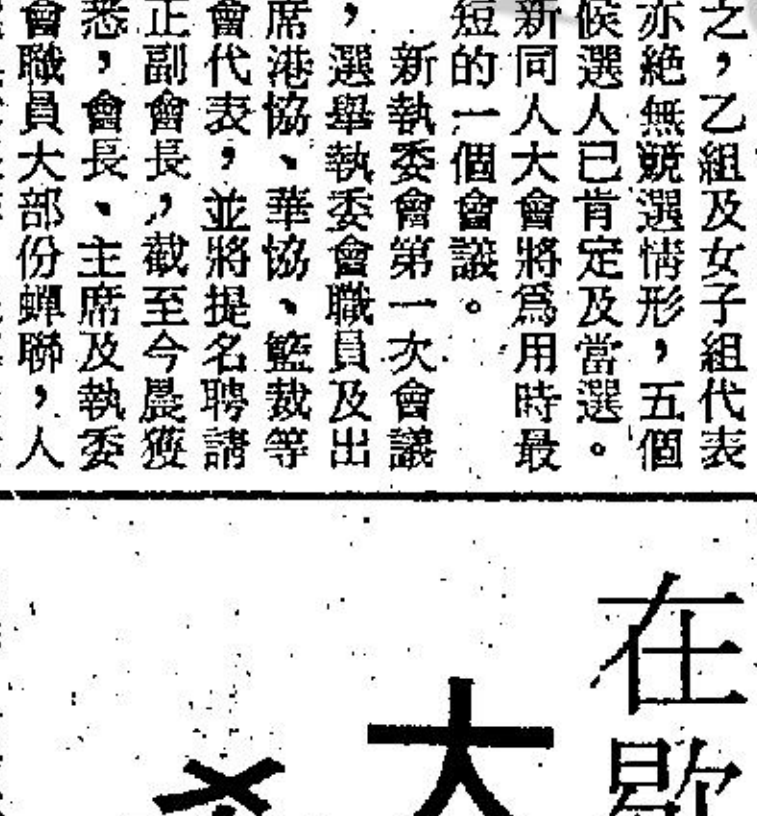 之，乙組及女子組代表
亦絶無競選情形，五個
候選人已肯定及當選。
新同人大會將爲用時最
短的一個會議。
新執委會第一次會議
，選舉執委會職員及出
席港協、華協、籃裁等
會代表，並將提名聘請
正副會長，截至今晨獲
悉，會長、主席及執委
會職員大部份蟬聯，人
在歇
大